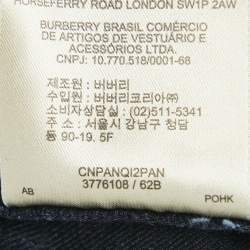 HORSEFERRY ROAD LONDON SW1P 2AW
BURBERRY BRASIL COMÉRCIO
DE ARTIGOS DE VESTUÁRIO E
ACESSÓRIOS LTDA.
CNPJ: 10.770.518/0001-68
제조원 : 버버리
수입원 : 버버리코리아㈜
소비자상담실 : (02)511-5341
주소 : 서울시 강남구 청담
동 90-19. 5F
CNPANQI2PAN
3776108 / 62B
AB POHK